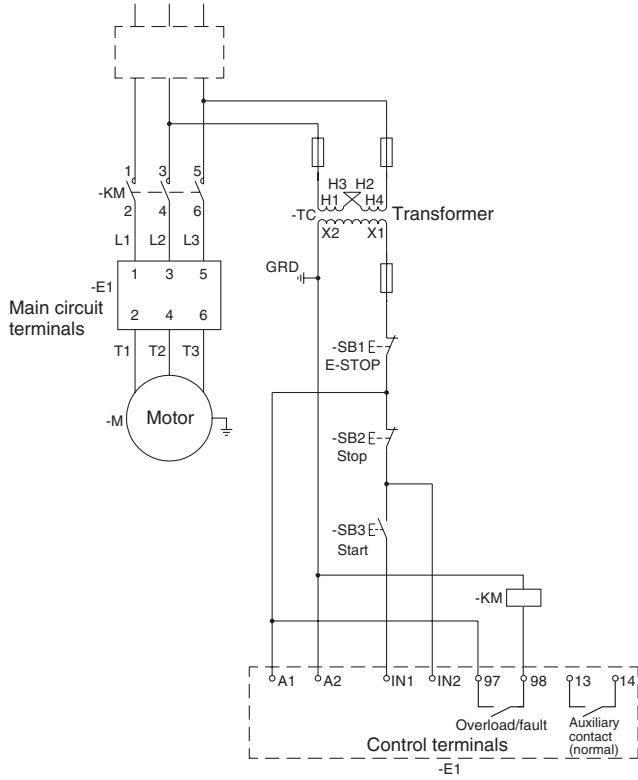 1 3 5
-KM
2 4 6
L1 L2 L3
-E1
1 3 5
2 4 6
Main circuit
terminals
T1 T2 T3
-M
Motor
H3 H2
H1 H4
-TC
Transformer
X2 X1
GRD
-SB1
E-STOP
-SB2
Stop
-SB3
Start
-KM
A1 A2 IN1 IN2 97 98 13 14
Overload/fault
Auxiliary
contact
(normal)
Control terminals
-E1